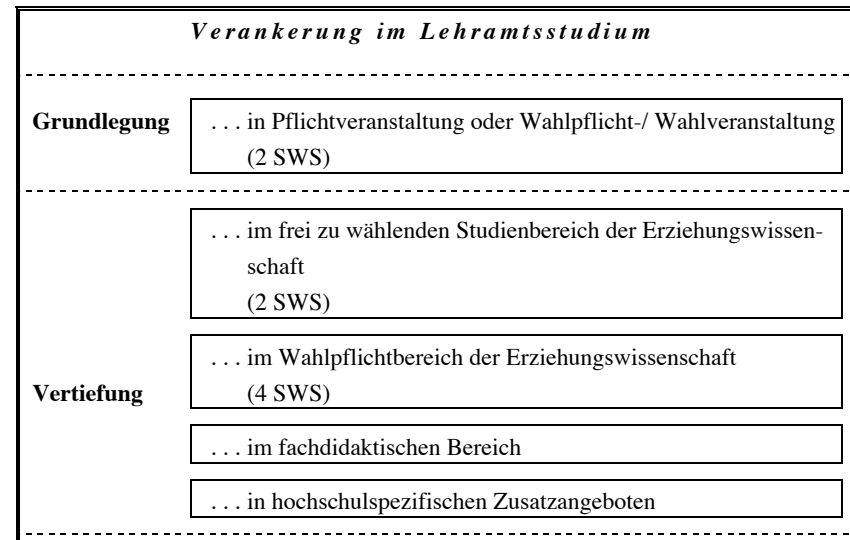 Verankerung im Lehramtsstudium
Grundlegung
. . . in Pflichtveranstaltung oder Wahlpflicht-/ Wahlveranstaltung
(2 SWS)
. . . im frei zu wählenden Studienbereich der Erziehungswissen-
schaft
(2 SWS)
Vertiefung
. . . im Wahlpflichtbereich der Erziehungswissenschaft
(4 SWS)
. . . im fachdidaktischen Bereich
. . . in hochschulspezifischen Zusatzangeboten